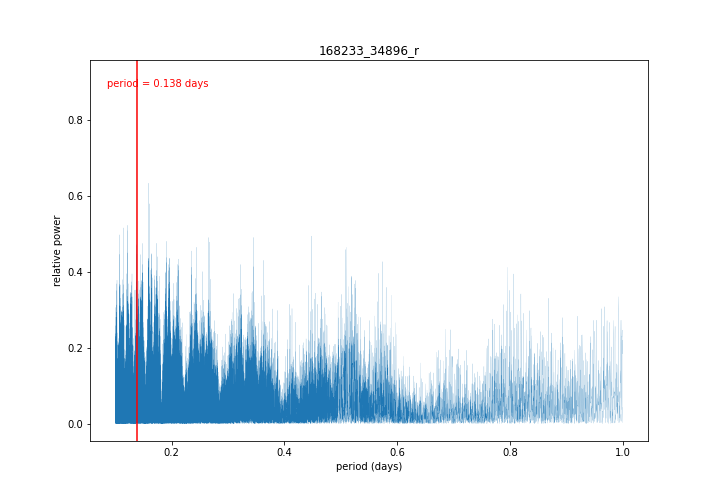 168233_34896_r
period = 0.138 days
0.8
0.6
0.4
0.2
0.0
relative power
0.2 0.4 0.6 0.8 1.0
period (days)